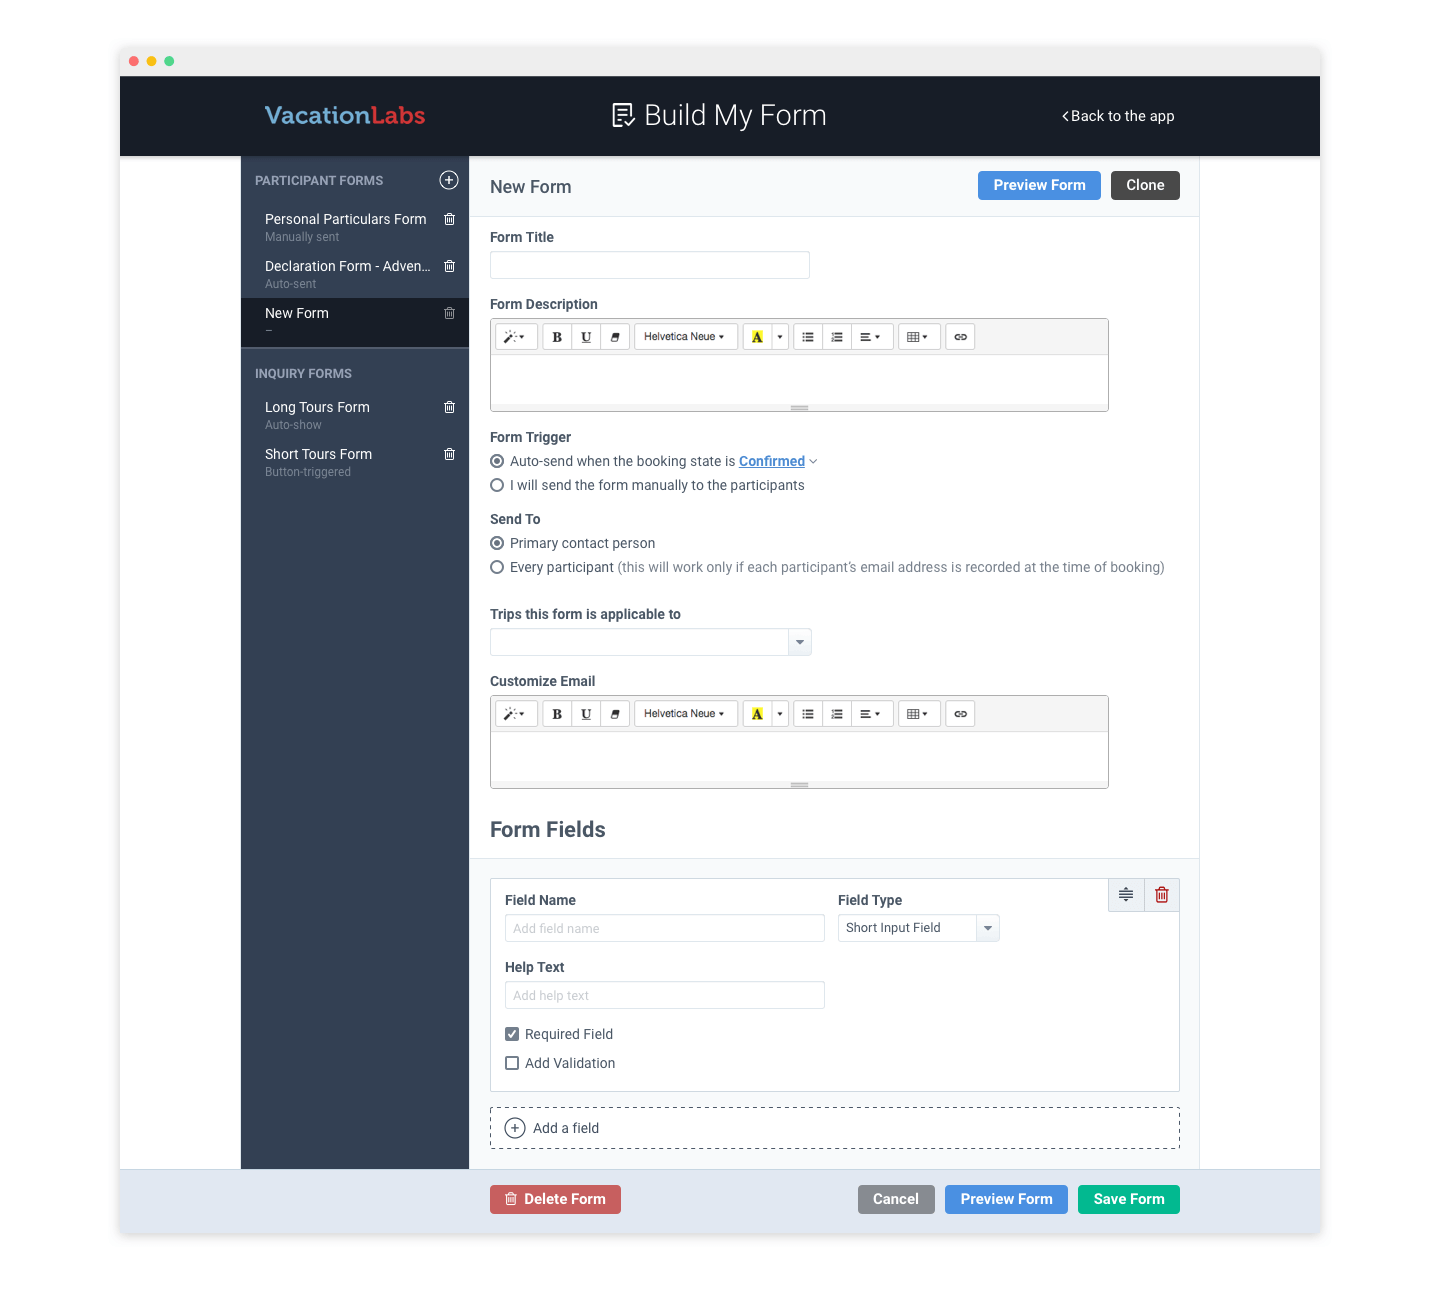 VacationLabs
Build My Form
Back to the app
PARTICIPANT FORMS
Personal Particulars Form
Manually sent
Declaration Form - Adven...
Auto-sent
New Form
–
INQUIRY FORMS
Long Tours Form
Auto-show
Short Tours Form
Button-triggered
New Form
Preview Form
Clone
Form Title
Form Description
B U Helvetica Neue A
Form Trigger
Auto-send when the booking state is Confirmed
I will send the form manually to the participants
Send To
Primary contact person
Every participant (this will work only if each participant's email address is recorded at the time of booking)
Trips this form is applicable to
Customize Email
B U Helvetica Neue A
Form Fields
Field Name
Field Type
Add field name
Short Input Field
Help Text
Add help text
Required Field
Add Validation
Add a field
Delete Form
Cancel
Preview Form
Save Form